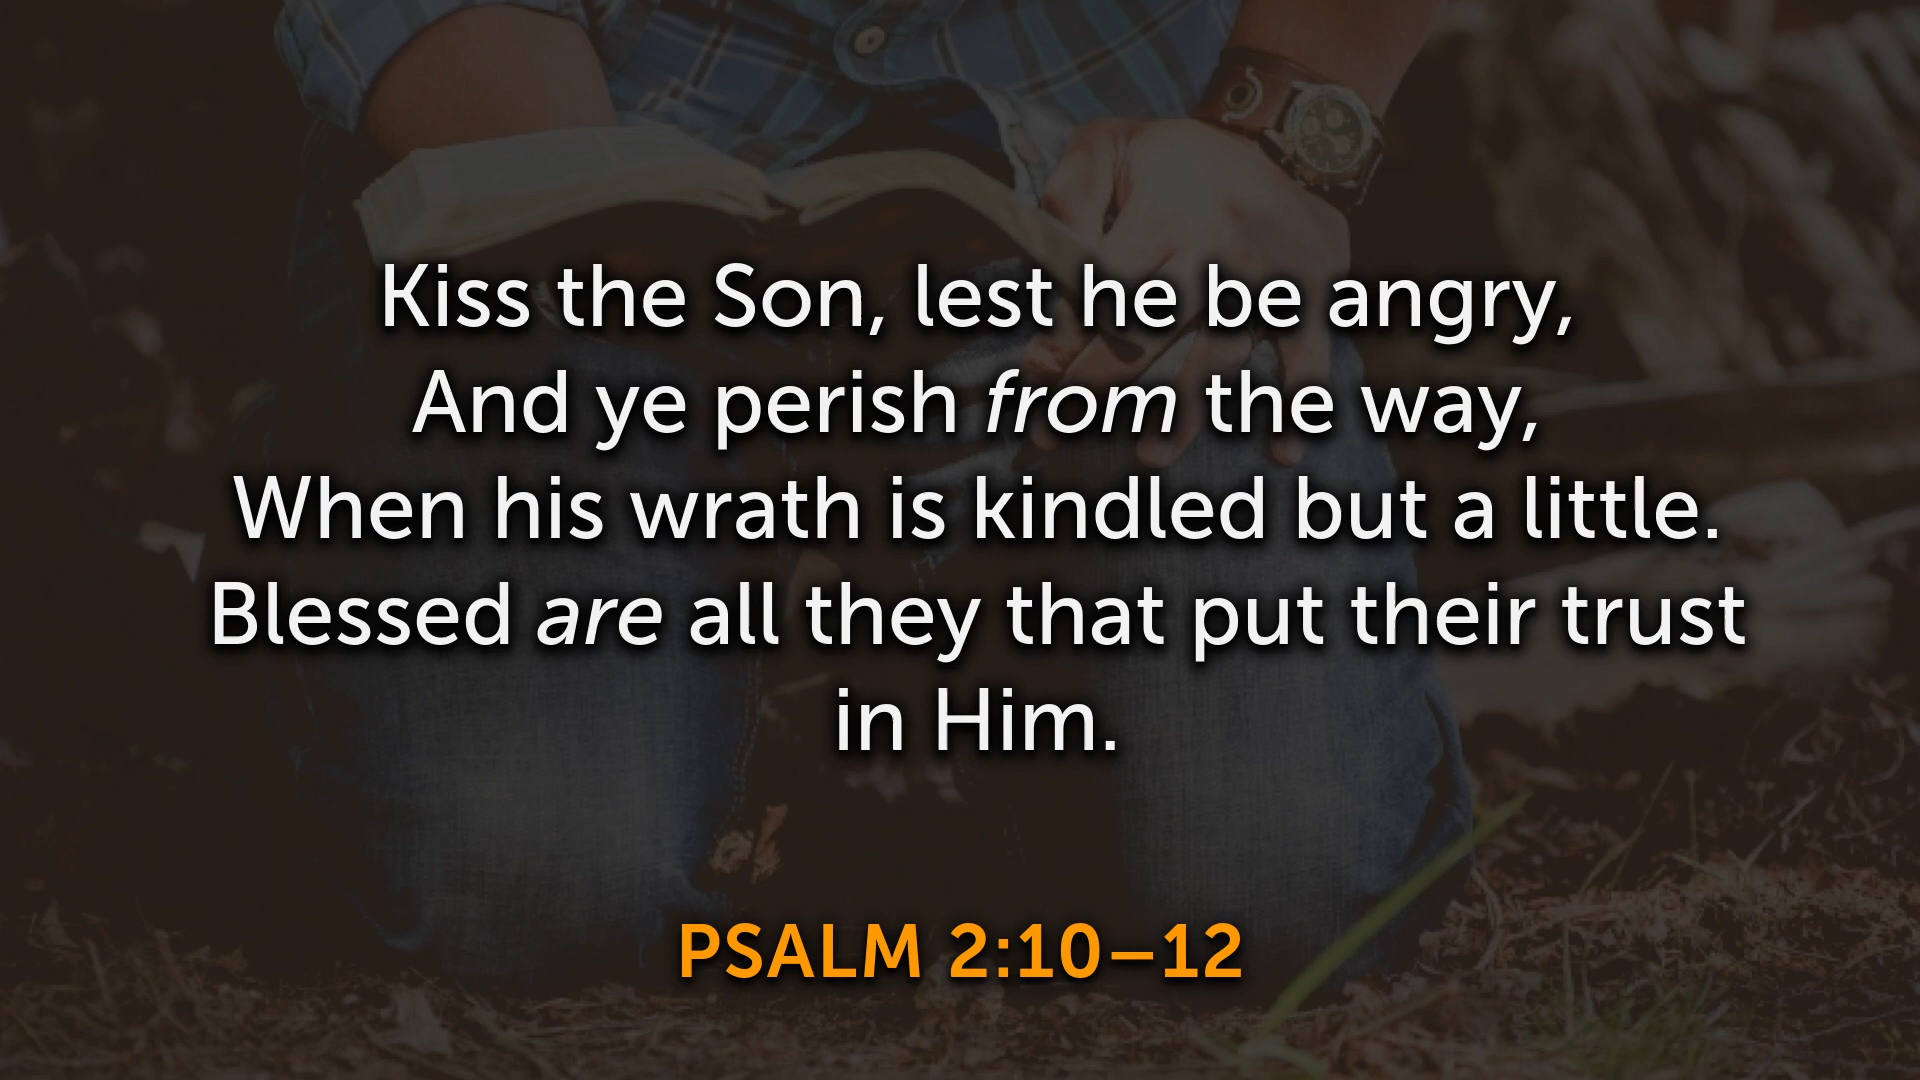 Kiss the Son, lest he be angry,
And ye perish from the way,
When his wrath is kindled but a little.
Blessed are all they that put their trust
in Him.
PSALM 2:10–12